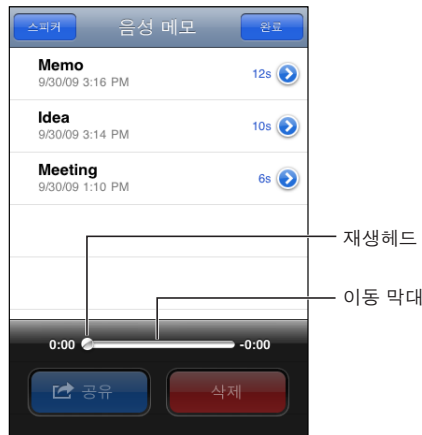 스피커 음성 메모 완료
Memo
9/30/09 3:16 PM
12s
Idea
9/30/09 3:14 PM
10s
Meeting
9/30/09 1:10 PM
6s
재생헤드
이동 막대
0:00 -0:00
공유 삭제